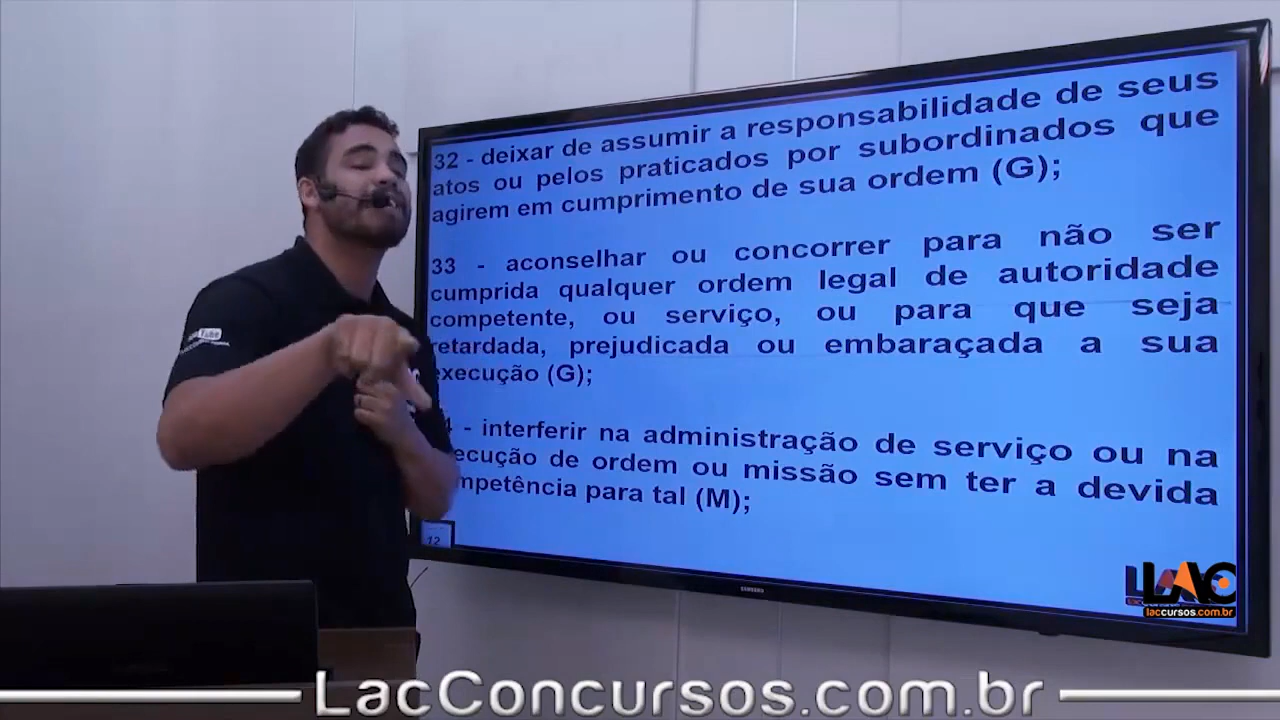 32 - deixar de assumir a responsabilidade de seus
atos ou pelos praticados por subordinados que
agirem em cumprimento de sua ordem (G);
33 - aconselhar ou concorrer para não ser
cumprida qualquer ordem legal de autoridade
competente, ou serviço, ou para que seja
retardada, prejudicada ou embaraçada a sua
execução (G);
4 - interferir na administração de serviço ou na
ecução de ordem ou missão sem ter a devida
mpetência para tal (M);
12
SAMSUNG
LAC
laccursos.com.br
LacConcursos.com.br